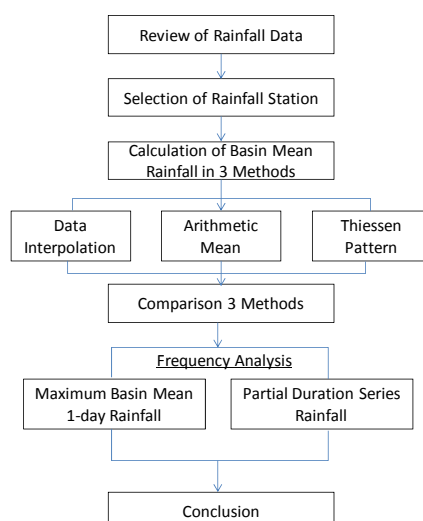 Review of Rainfall Data
Selection of Rainfall Station
Calculation of Basin Mean
Rainfall in 3 Methods
Data
Interpolation
Arithmetic
Mean
Thiessen
Pattern
Comparison 3 Methods
Frequency Analysis
Maximum Basin Mean
1-day Rainfall
Partial Duration Series
Rainfall
Conclusion